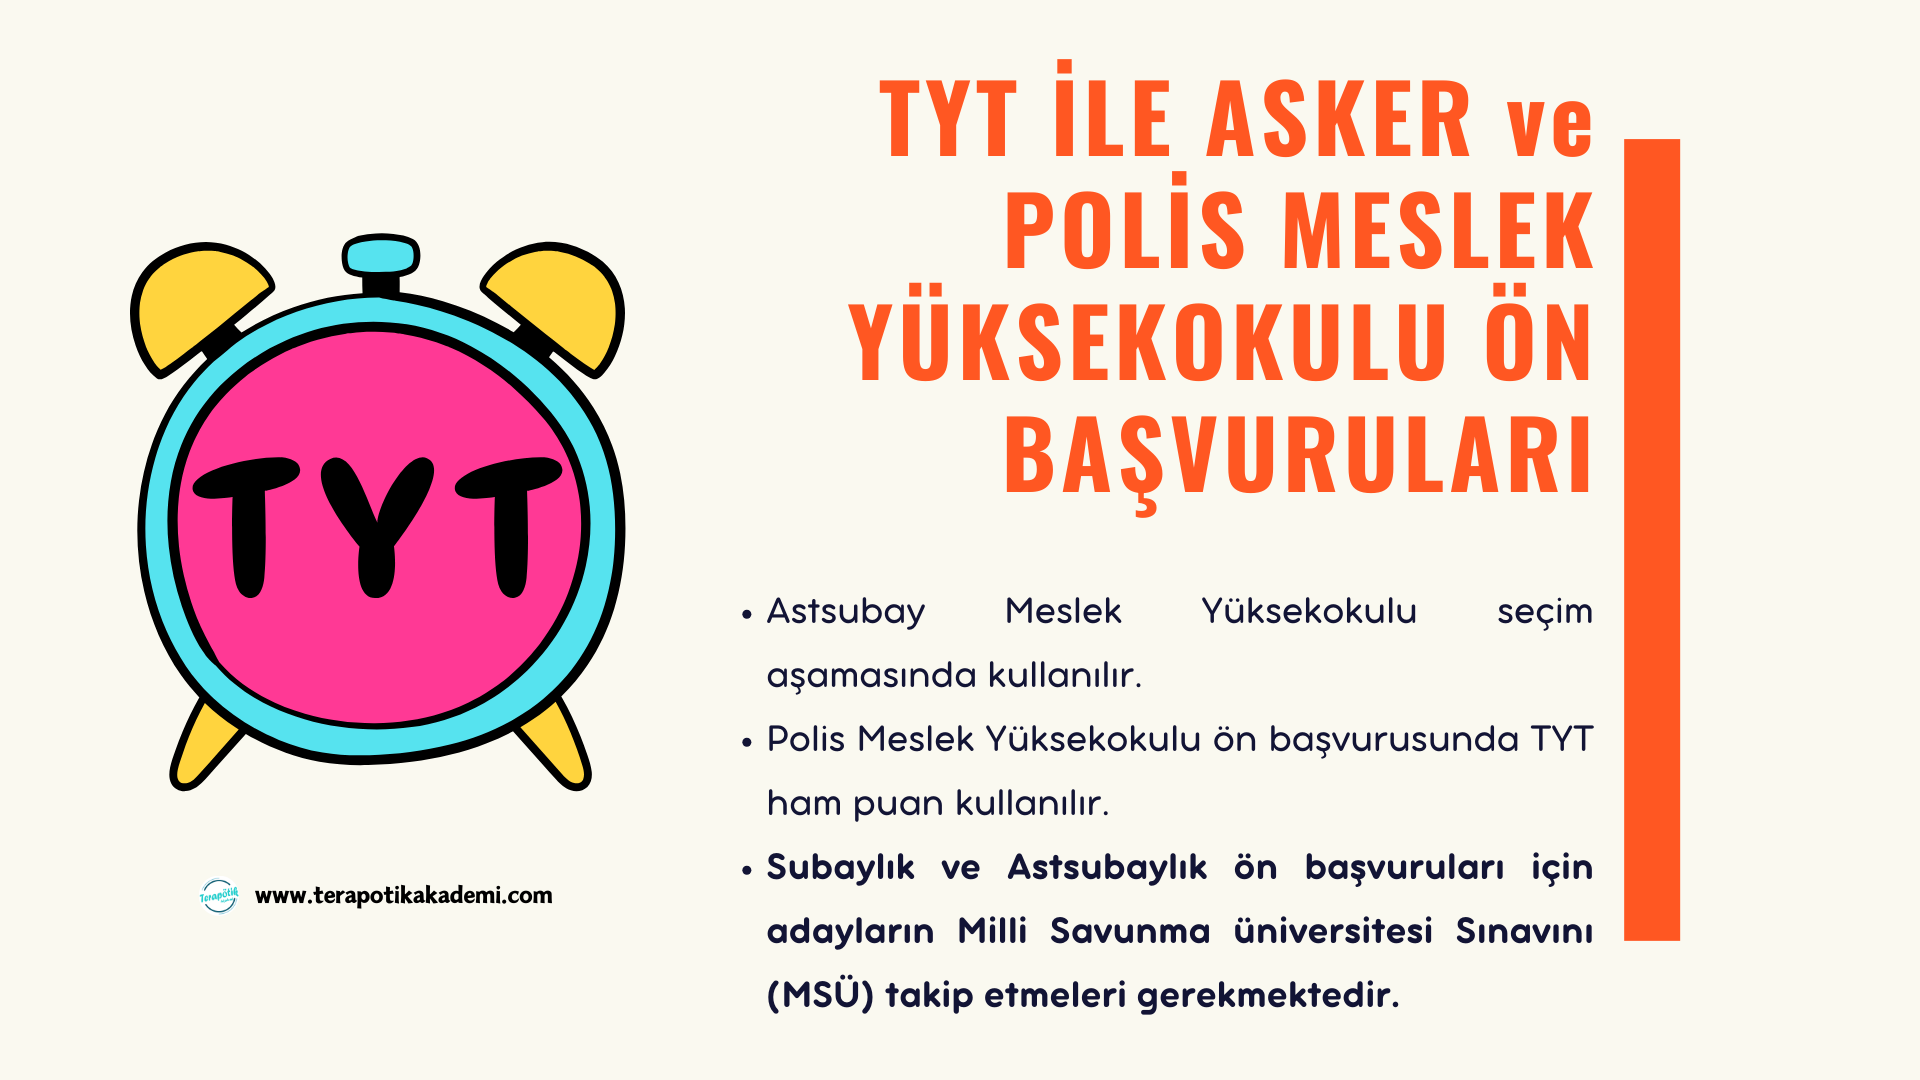 TYT İLE ASKER ve
POLİS MESLEK
YÜKSEKOKULU ÖN
BAŞVURULARI
TYT
• Astsubay Meslek Yüksekokulu seçim
aşamasında kullanılır.
• Polis Meslek Yüksekokulu ön başvurusunda TYT
ham puan kullanılır.
• Subaylık ve Astsubaylık ön başvuruları için
adayların Milli Savunma üniversitesi Sınavını
(MSÜ) takip etmeleri gerekmektedir.
Terapötik
www.terapotikakademi.com